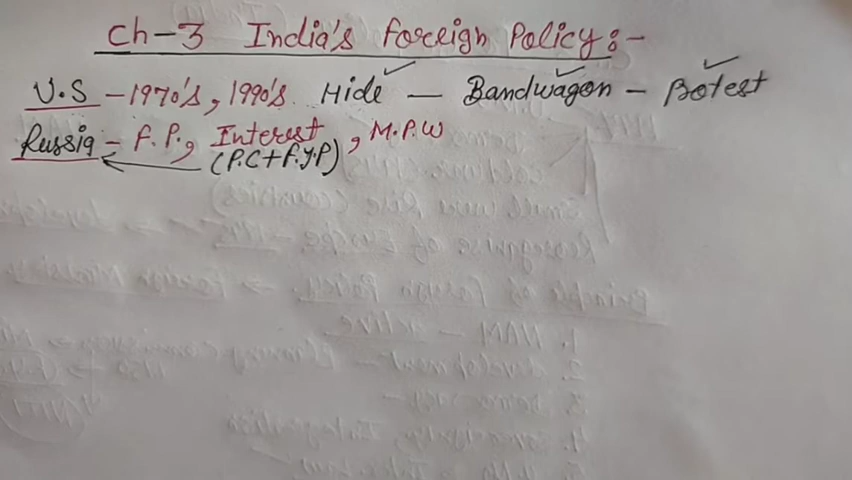 Ch-3 India's Foreign Policy:-
U.S - 1970's, 1990's Hide - Bandwagon - Botest
Russia - F.P., Interest, M.P.W
(P.C+F.Y.P)